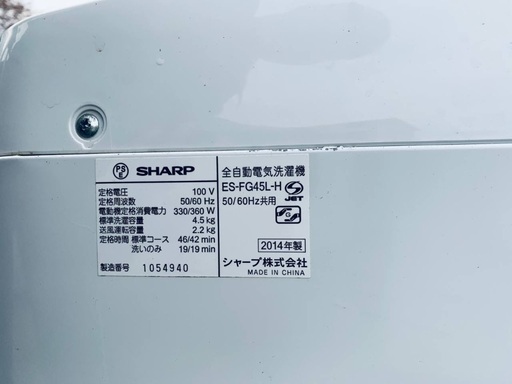 PS E SHARP
定格電圧 100 V
定格周波数 50/60 Hz
電動機定格消費電力 330/360 W
標準洗濯容量 4.5 kg
送風運転容量 2.2 kg
定格時間 標準コース 46/42 min
洗いのみ 19/19 min
製造番号 1054940
全自動電気洗濯機
ES-FG45L-H
50/60Hz共用
JET
2014年製
シャープ株式会社
MADE IN CHINA